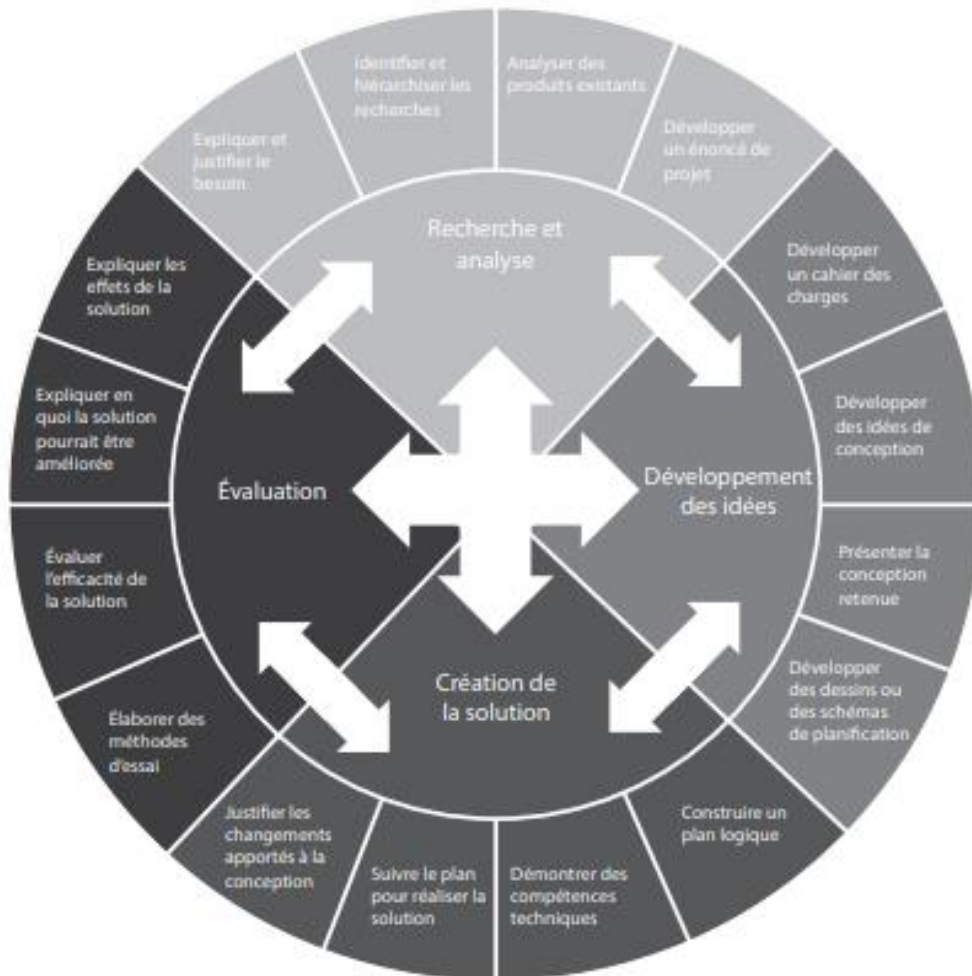 Identifier et
hiérarchiser les
recherches
Analyser des
produits existants
Développer
un énoncé de
projet
Développer
un cahier des
charges
Développer
des idées de
conception
Présenter la
conception
retenue
Développer
des dessins ou
des schémas
de planification
Construire un
plan logique
Démontrer des
compétences
techniques
Suivre le plan
pour réaliser la
solution
Justifier les
changements
apportés à la
conception
Élaborer des
méthodes
d'essai
Évaluer
l'efficacité de
la solution
Expliquer en
quoi la solution
pourrait être
améliorée
Expliquer les
effets de la
solution
Expliquer et
justifier le
besoin
Recherche et
analyse
Développement
des idées
Création de
la solution
Évaluation